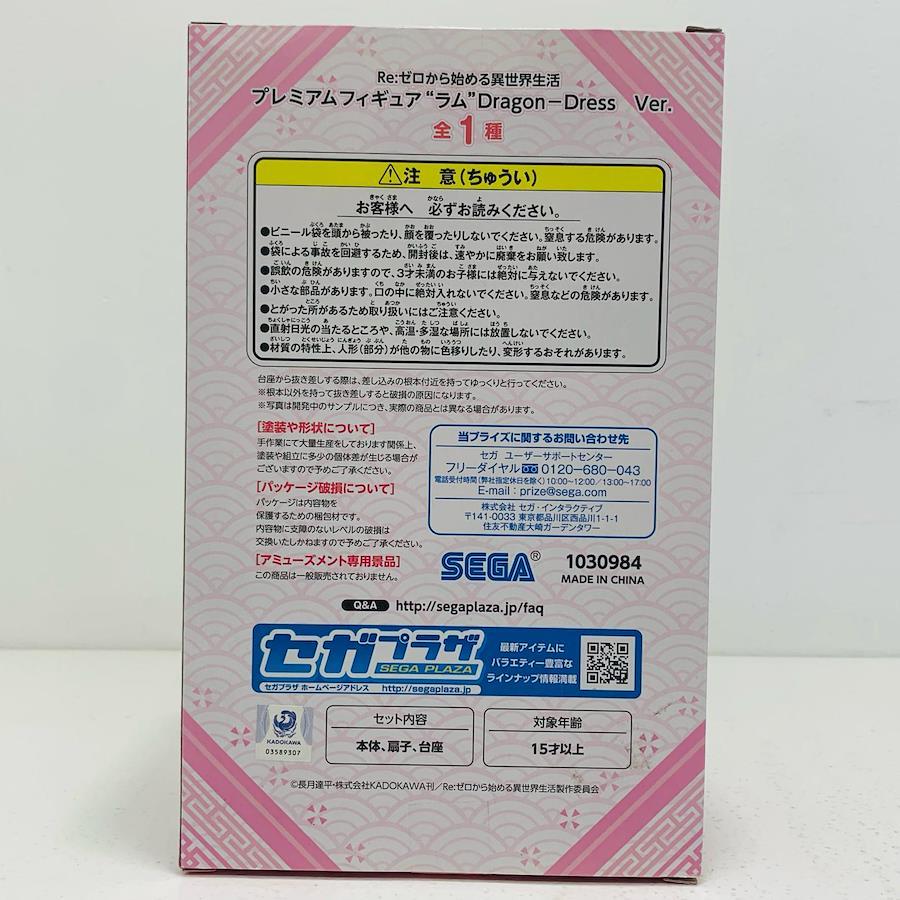 Re:ゼロから始める異世界生活
プレミアムフィギュア“ラム”Dragon-Dress Ver.
全1種
⚠注 意(ちゅうい)
お客様へ 必ずお読みください。
●ビニール袋を頭から被ったり、顔を覆ったりしないでください。窒息する危険があります。
●袋による事故を回避するため、開封後は、速やかに廃棄をお願い致します。
●誤飲の危険がありますので、3才未満のお子様には絶対に与えないでください。
●小さな部品があります。口の中に絶対入れないでください。窒息などの危険があります。
●とがった所があるため取り扱いにはご注意ください。
●直射日光の当たるところや、高温・多湿な場所には放置しないでください。
●材質の特性上、人形(部分)が他の物に色移りしたり、変形するおそれがあります。
台座から抜き差しする際は、差し込みの根本付近を持ってゆっくりと行ってください。
※根本以外を持って抜き差しすると破損の原因になります。
※写真は開発中のサンプルにつき、実際の商品とは異なる場合があります。
[塗装や形状について]
手作業にて大量生産をしております関係上、
塗装や組立に多少の個体差が生じる場合が
ございますので予めご了承ください。
[パッケージ破損について]
パッケージは内容物を
保護するための梱包材です。
内容物に支障のないレベルの破損は
交換いたしかねますので予めご了承ください。
[アミューズメント専用景品]
この商品は一般販売されておりません。
当プライズに関するお問い合わせ先
セガ ユーザーサポートセンター
フリーダイヤル 0120-680-043
電話受付時間(弊社指定休日を除く)10:00~12:00/13:00~17:00
E-mail:prize@sega.com
株式会社 セガ・インタラクティブ
〒141-0033 東京都品川区西品川1-1-1
住友不動産大崎ガーデンタワー
SEGA® 1030984
MADE IN CHINA
Q&A http://segaplaza.jp/faq
セガプラザ
SEGA PLAZA
セガプラザ ホームページアドレス http://segaplaza.jp
最新アイテムに
バラエティー豊富な
ラインナップ情報満載
KADOKAWA
03589307
セット内容
本体、扇子、台座
対象年齢
15才以上
©長月達平・株式会社KADOKAWA刊/Re:ゼロから始める異世界生活製作委員会